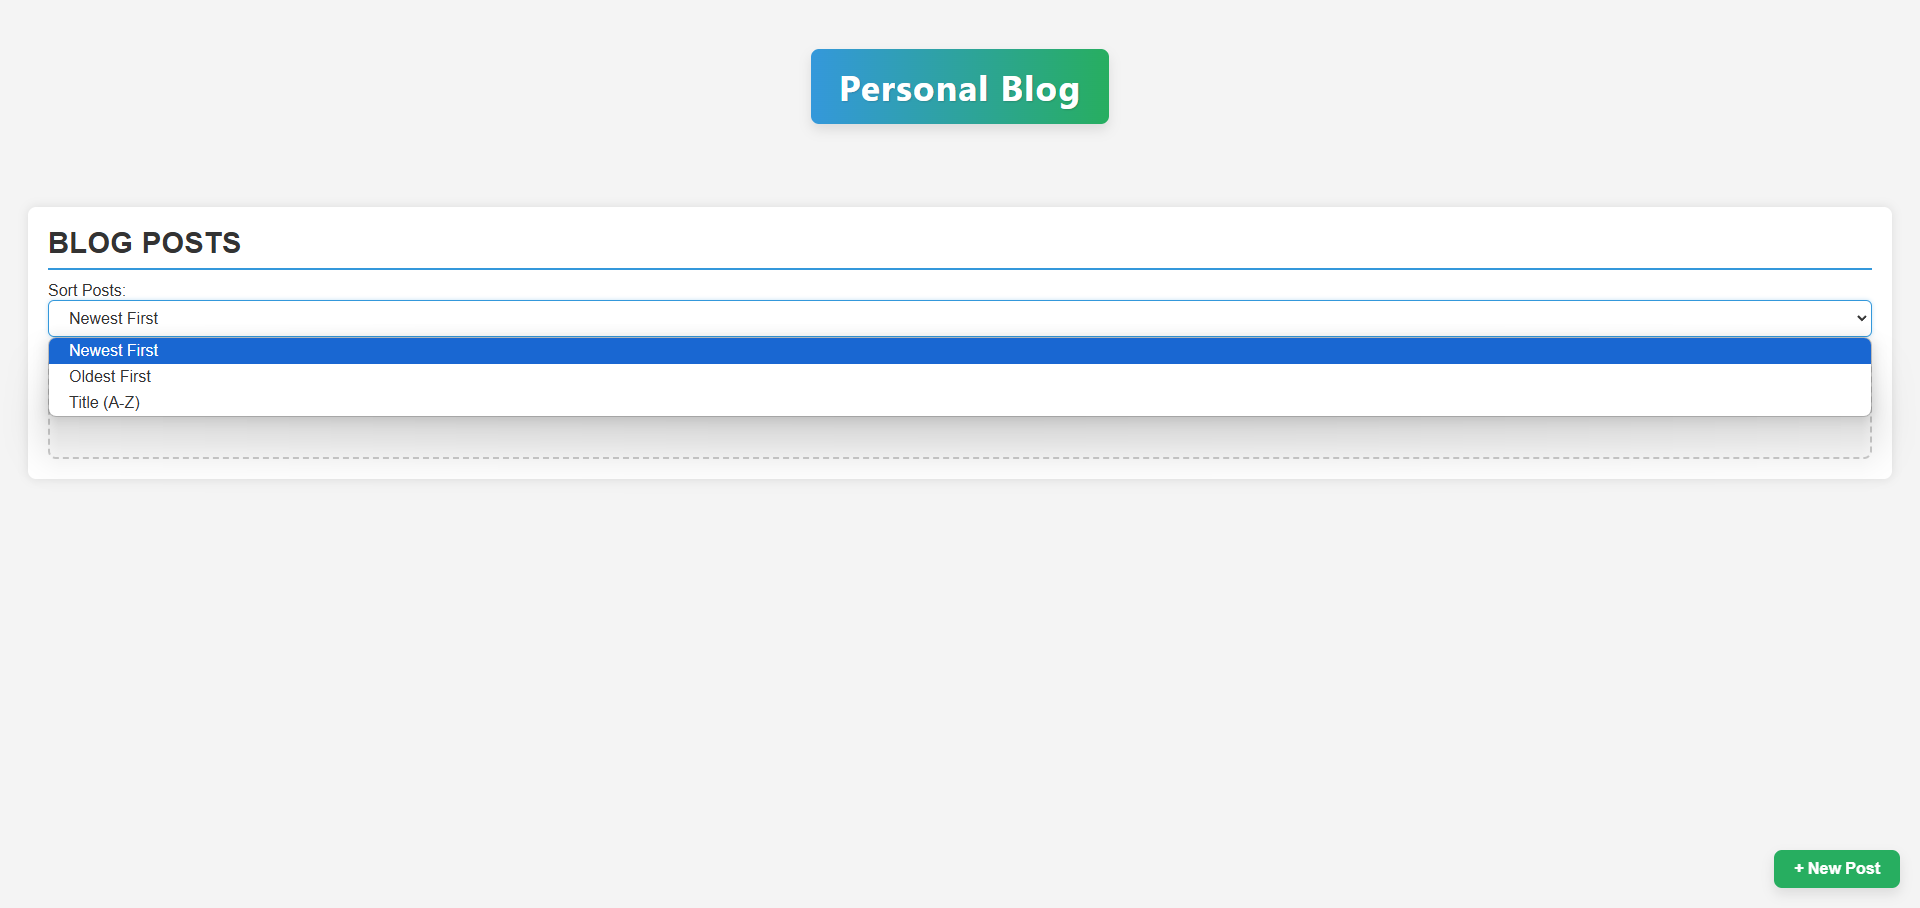 Personal Blog
BLOG POSTS
Sort Posts:
Newest First
Newest First
Oldest First
Title (A-Z)
+ New Post